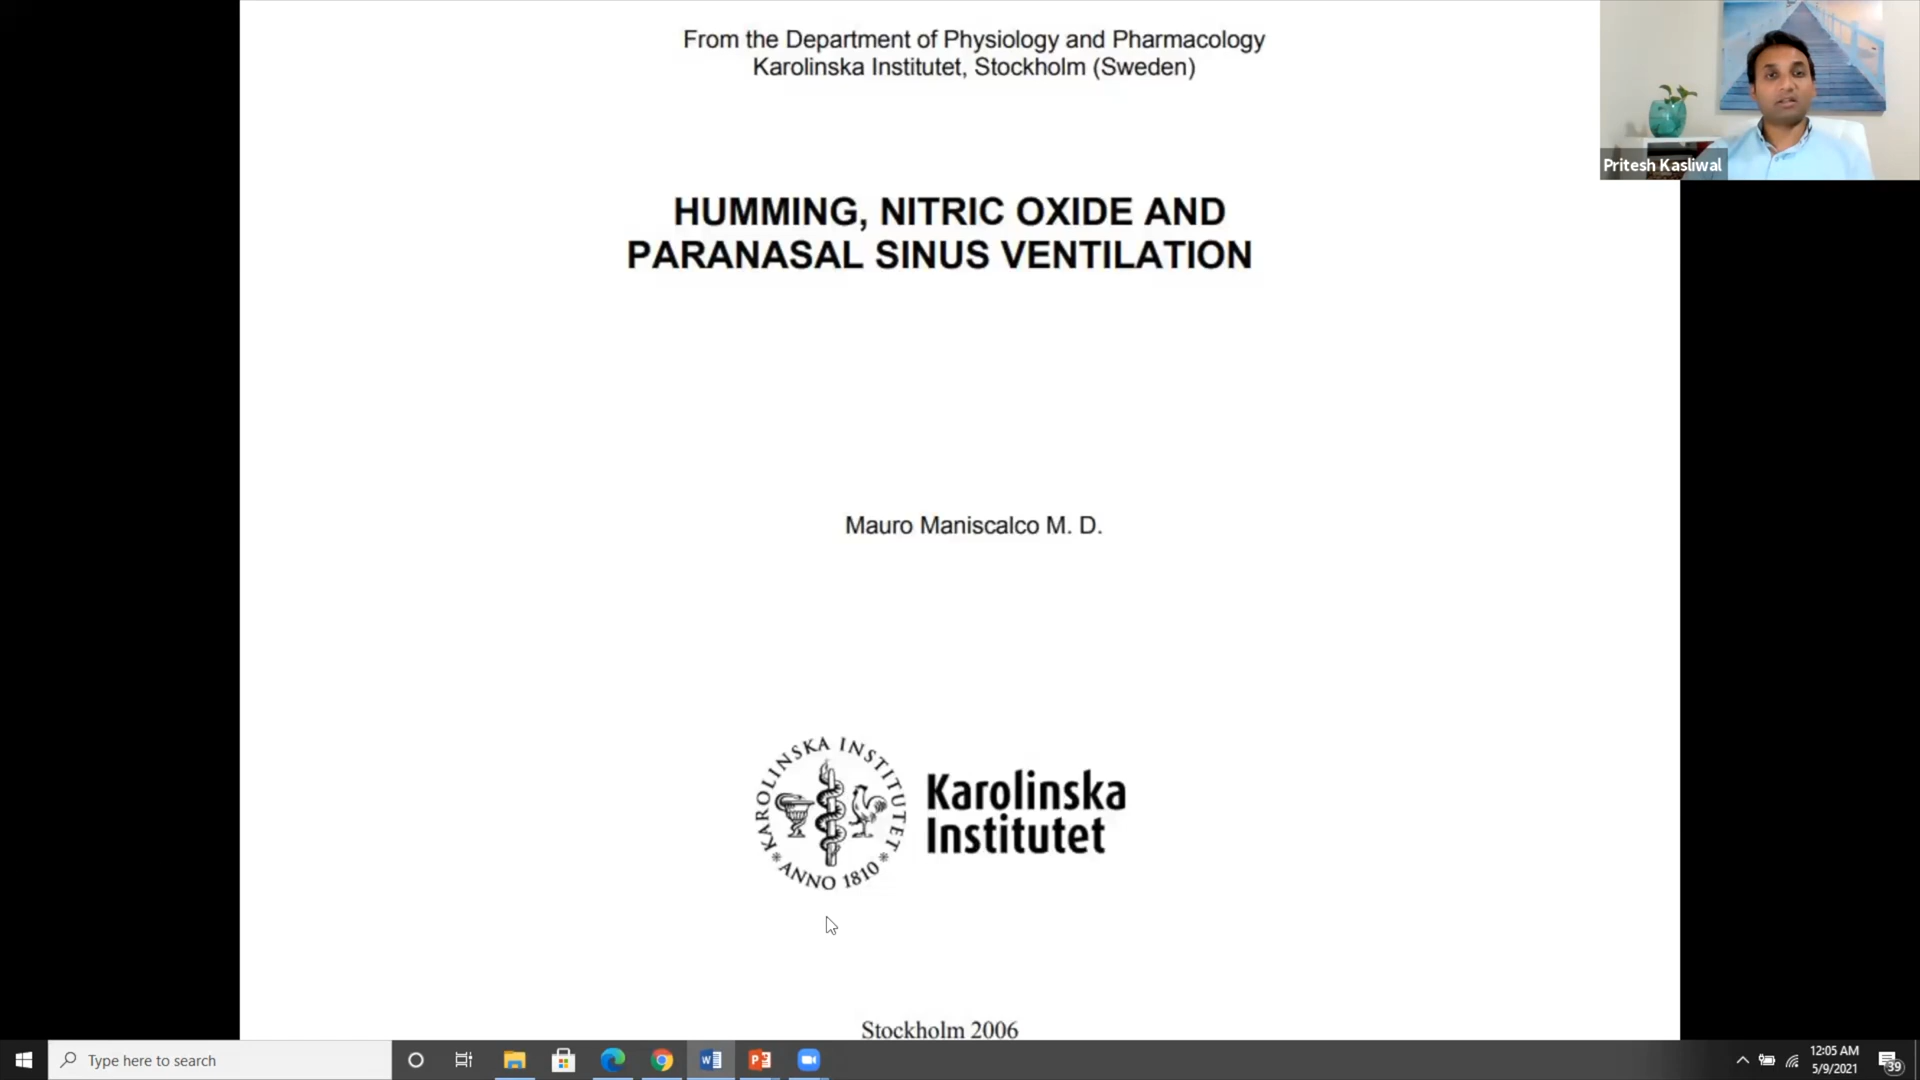 From the Department of Physiology and Pharmacology
Karolinska Institutet, Stockholm (Sweden)
Pritesh Kasliwal
HUMMING, NITRIC OXIDE AND
PARANASAL SINUS VENTILATION
Mauro Maniscalco M. D.
KAROLINSKA INSTITUTET
ANNO 1810
Karolinska
Institutet
Stockholm 2006
Type here to search
12:05 AM
5/9/2021
39